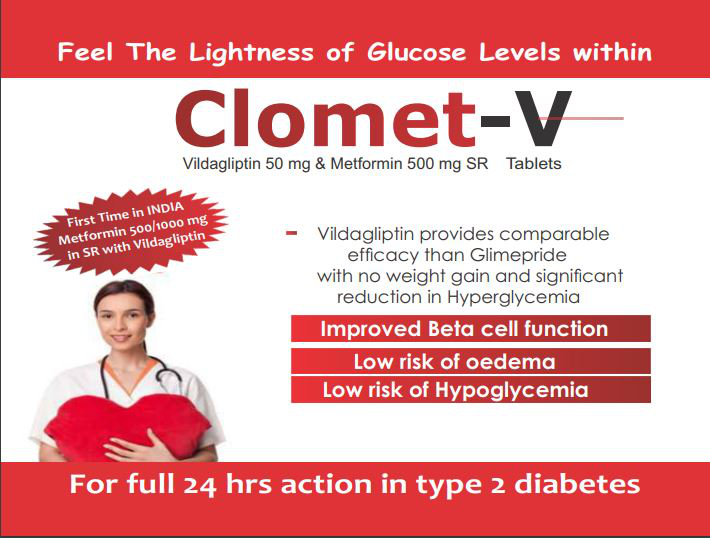 Feel The Lightness of Glucose Levels within
Clomet-V
Vildagliptin 50 mg & Metformin 500 mg SR Tablets
First Time in INDIA
Metformin 500/1000 mg
in SR with Vildagliptin
- Vildagliptin provides comparable
efficacy than Glimepride
with no weight gain and significant
reduction in Hyperglycemia
Improved Beta cell function
Low risk of oedema
Low risk of Hypoglycemia
For full 24 hrs action in type 2 diabetes